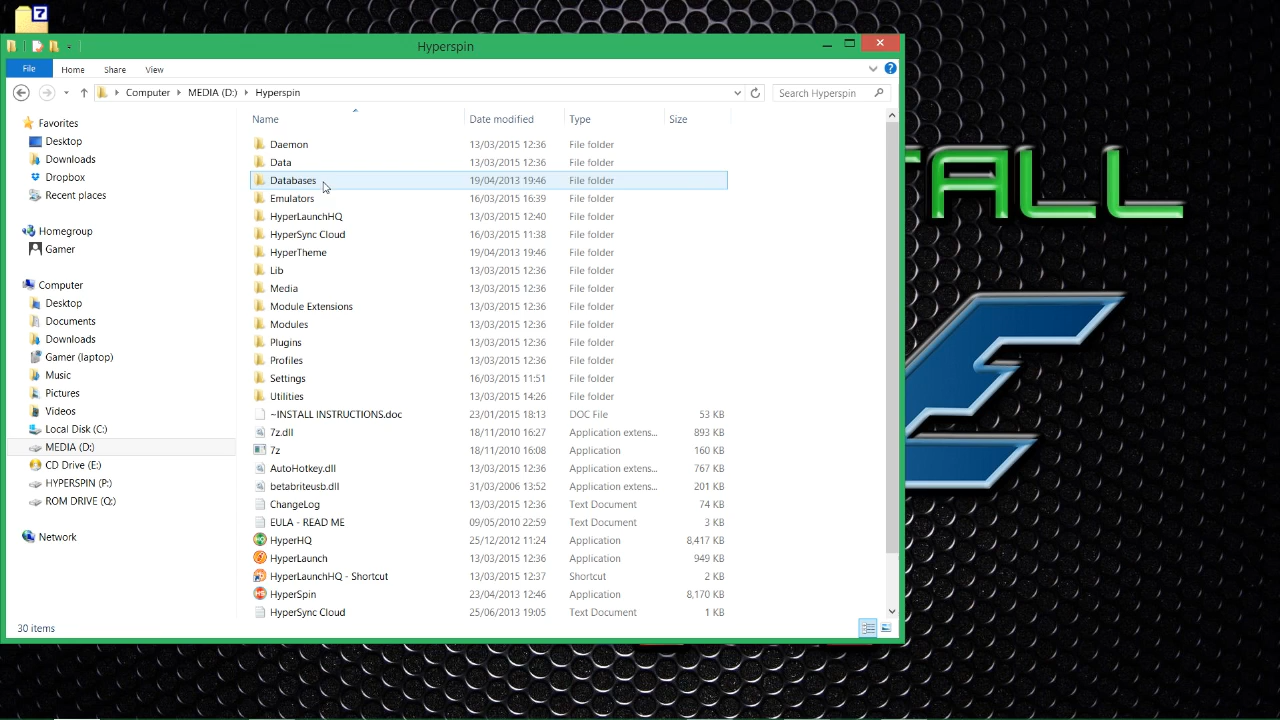 7
Hyperspin
File Home Share View
Computer MEDIA (D:) Hyperspin Search Hyperspin
Name Date modified Type Size
Favorites
Desktop
Downloads
Dropbox
Recent places
Homegroup
Gamer
Computer
Desktop
Documents
Downloads
Gamer (laptop)
Music
Pictures
Videos
Local Disk (C:)
MEDIA (D:)
CD Drive (E:)
HYPERSPIN (P:)
ROM DRIVE (Q:)
Network
Daemon 13/03/2015 12:36 File folder
Data 13/03/2015 12:36 File folder
Databases 19/04/2013 19:46 File folder
Emulators 16/03/2015 16:39 File folder
HyperLaunchHQ 13/03/2015 12:40 File folder
HyperSync Cloud 16/03/2015 11:38 File folder
HyperTheme 19/04/2013 19:46 File folder
Lib 13/03/2015 12:36 File folder
Media 13/03/2015 12:36 File folder
Module Extensions 13/03/2015 12:36 File folder
Modules 13/03/2015 12:36 File folder
Plugins 13/03/2015 12:36 File folder
Profiles 13/03/2015 12:36 File folder
Settings 16/03/2015 11:51 File folder
Utilities 13/03/2015 14:26 File folder
~INSTALL INSTRUCTIONS.doc 23/01/2015 18:13 DOC File 53 KB
7z.dll 18/11/2010 16:27 Application extens... 893 KB
7z 18/11/2010 16:08 Application 160 KB
AutoHotkey.dll 13/03/2015 12:36 Application extens... 767 KB
betabriteusb.dll 31/03/2006 13:52 Application extens... 201 KB
ChangeLog 13/03/2015 12:36 Text Document 74 KB
EULA - READ ME 09/05/2010 22:59 Text Document 3 KB
HyperHQ 25/12/2012 11:24 Application 8,417 KB
HyperLaunch 13/03/2015 12:36 Application 949 KB
HyperLaunchHQ - Shortcut 13/03/2015 12:37 Shortcut 2 KB
HyperSpin 23/04/2013 12:46 Application 8,170 KB
HyperSync Cloud 25/06/2013 19:05 Text Document 1 KB
30 items
TALL
E